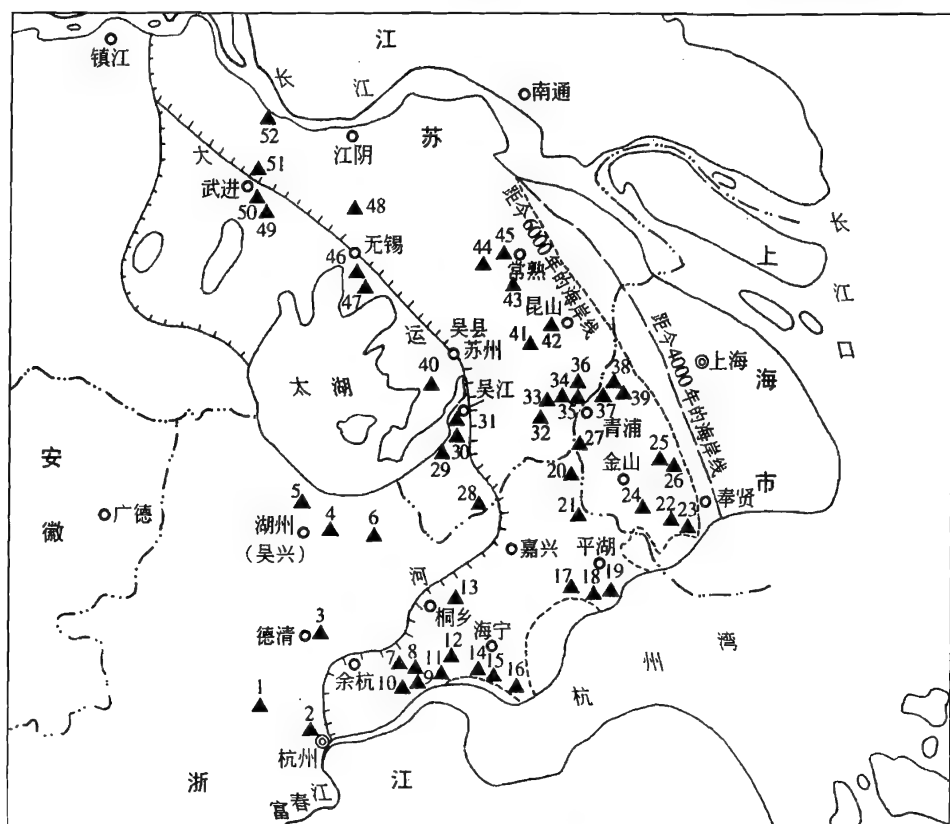 江
镇江
长
江
南通
52
江阴
苏
大
51
武进
50
49
48
距今6000年的海岸线
长
江
口
上
海
市
无锡
46
47
44
45
常熟
43
昆山
41
42
距今4000年的海岸线
上海
运
吴县
苏州
40
太湖
吴江
31
30
29
36
34
33
35
37
38
39
32
青浦
27
20
金山
25
26
安
徽
广德
5
湖州
(吴兴)
4
6
28
21
24
22
23
奉贤
嘉兴
平湖
17
18
19
河
13
桐乡
德清
3
海宁
12
7
8
11
14
15
16
余杭
10
9
杭
州
湾
1
2
杭州
浙
江
富春江